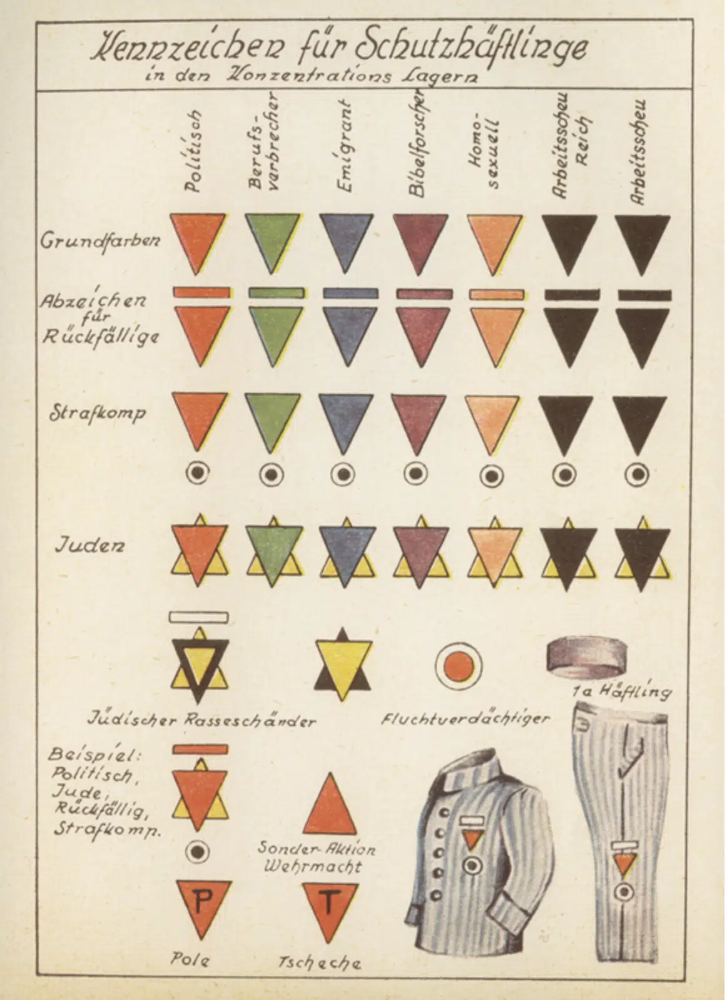 Kennzeichen für Schutzhäftlinge
in den Konzentrations Lagern
Politisch
Berufs-
verbrecher
Emigrant
Bibelforscher
Homo-
sexuell
Arbeitsscheu
Reich
Arbeitsscheu
Grundfarben
Abzeichen
für
Rückfällige
Strafkomp
Juden
Jüdischer Rasseschänder
Fluchtverdächtiger
1a Häftling
Beispiel:
Politisch,
Jude,
Rückfällig,
Strafkomp.
Sonder-Aktion
Wehrmacht
P
T
Pole
Tscheche